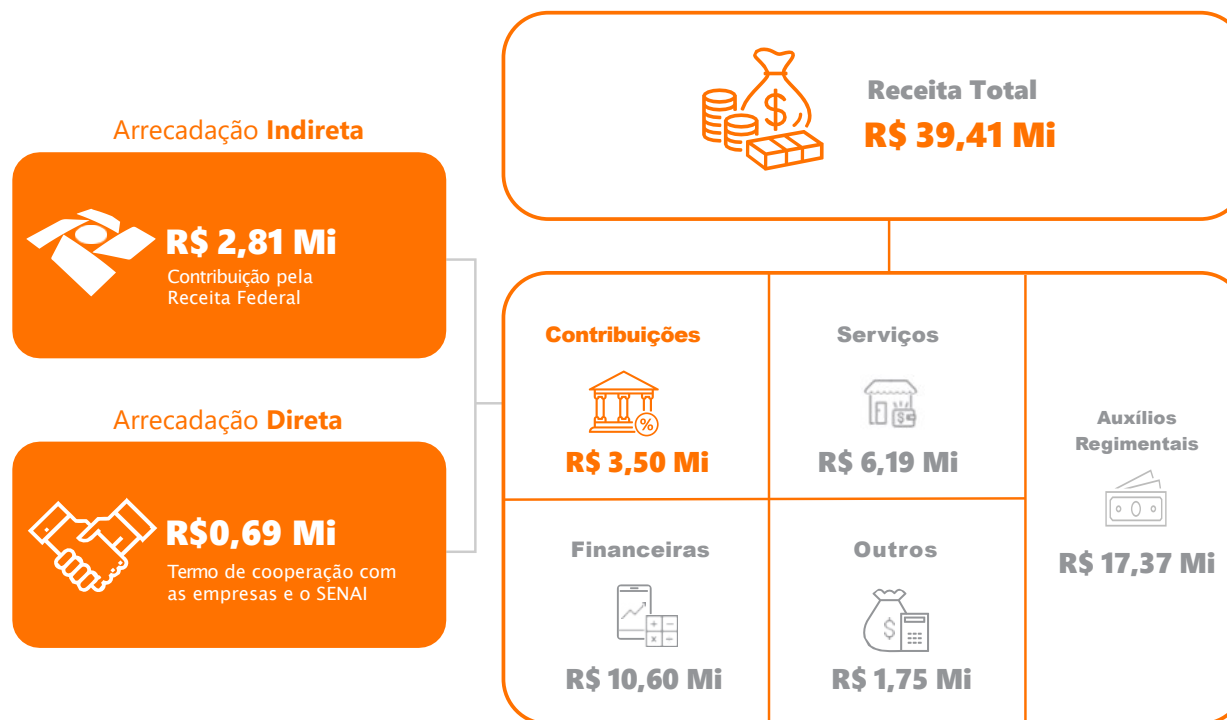 Receita Total
R$ 39,41 Mi
Arrecadação Indireta
R$ 2,81 Mi
Contribuição pela
Receita Federal
Arrecadação Direta
R$0,69 Mi
Termo de cooperação com
as empresas e o SENAI
Contribuições
%
R$ 3,50 Mi
Serviços
$
R$ 6,19 Mi
Financeiras
R$ 10,60 Mi
Outros
$
R$ 1,75 Mi
Auxílios
Regimentais
R$ 17,37 Mi